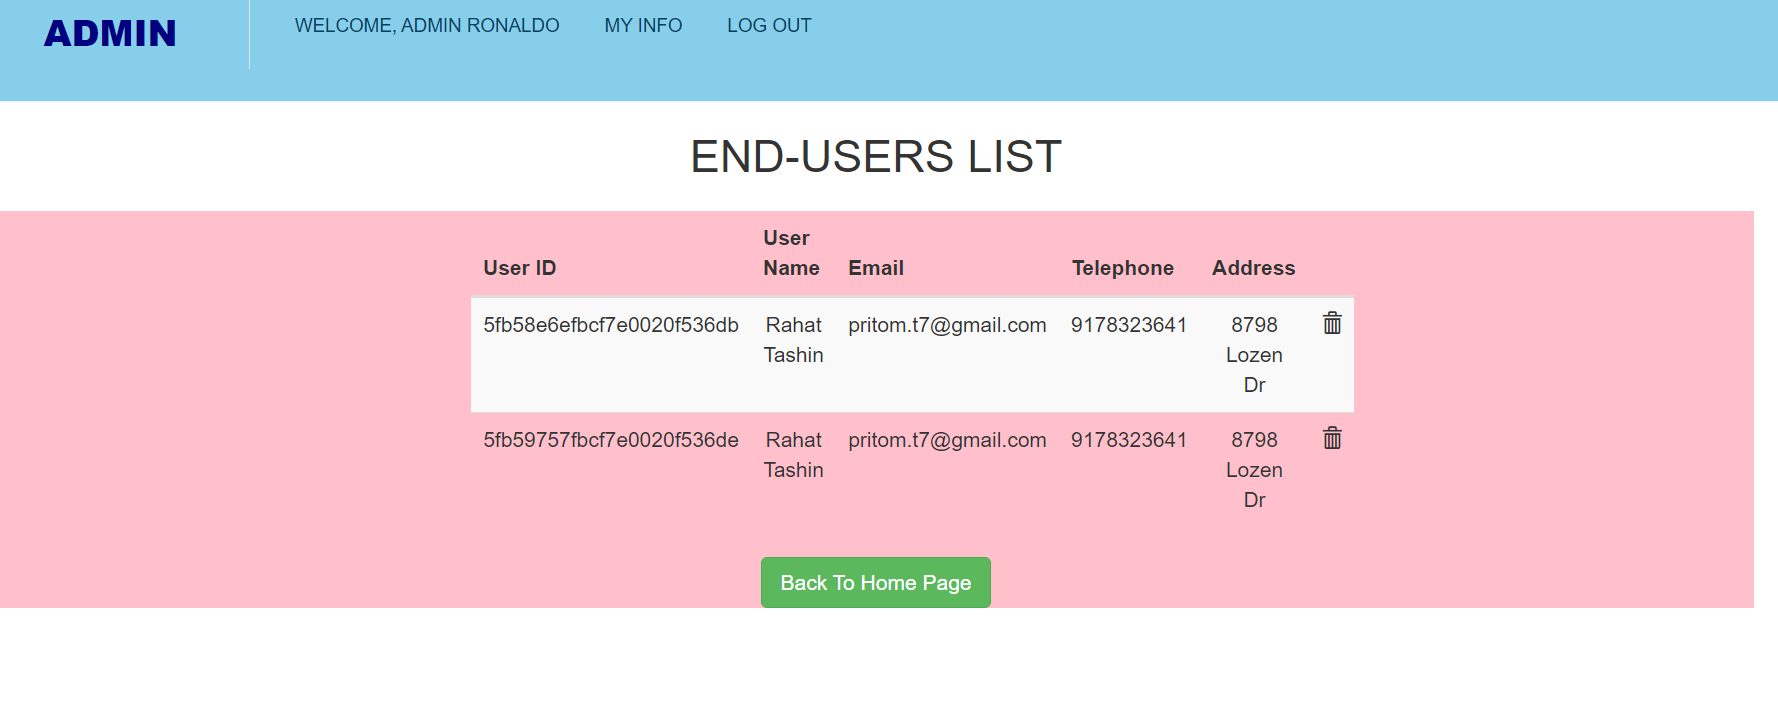 ADMIN
WELCOME, ADMIN RONALDO MY INFO LOG OUT
END-USERS LIST
User
User ID Name Email Telephone Address
5fb58e6efbcf7e0020f536db Rahat pritom.t7@gmail.com 9178323641 8798
Tashin Lozen
Dr
5fb59757fbcf7e0020f536de Rahat pritom.t7@gmail.com 9178323641 8798
Tashin Lozen
Dr
Back To Home Page